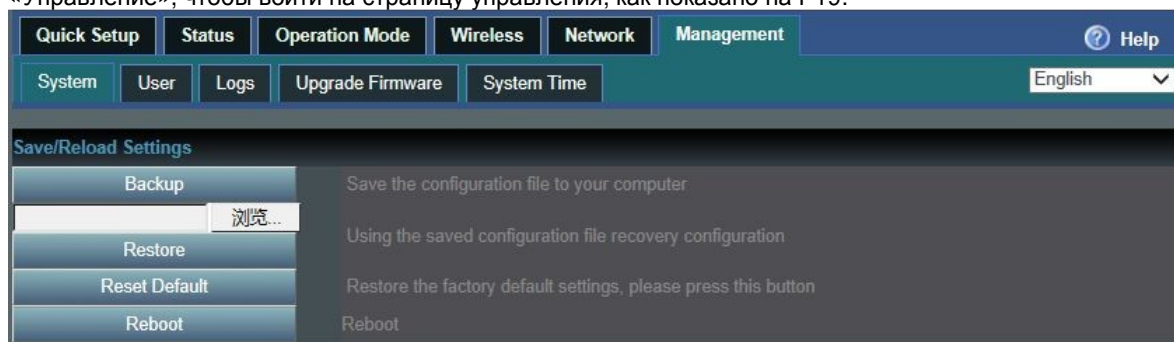 «Управление», чтобы войти на страницу управления, как показано на Р19.
Quick Setup Status Operation Mode Wireless Network Management Help
System User Logs Upgrade Firmware System Time English
Save/Reload Settings
Backup Save the configuration file to your computer
浏览...
Using the saved configuration file recovery configuration
Restore
Reset Default Restore the factory default settings, please press this button
Reboot Reboot